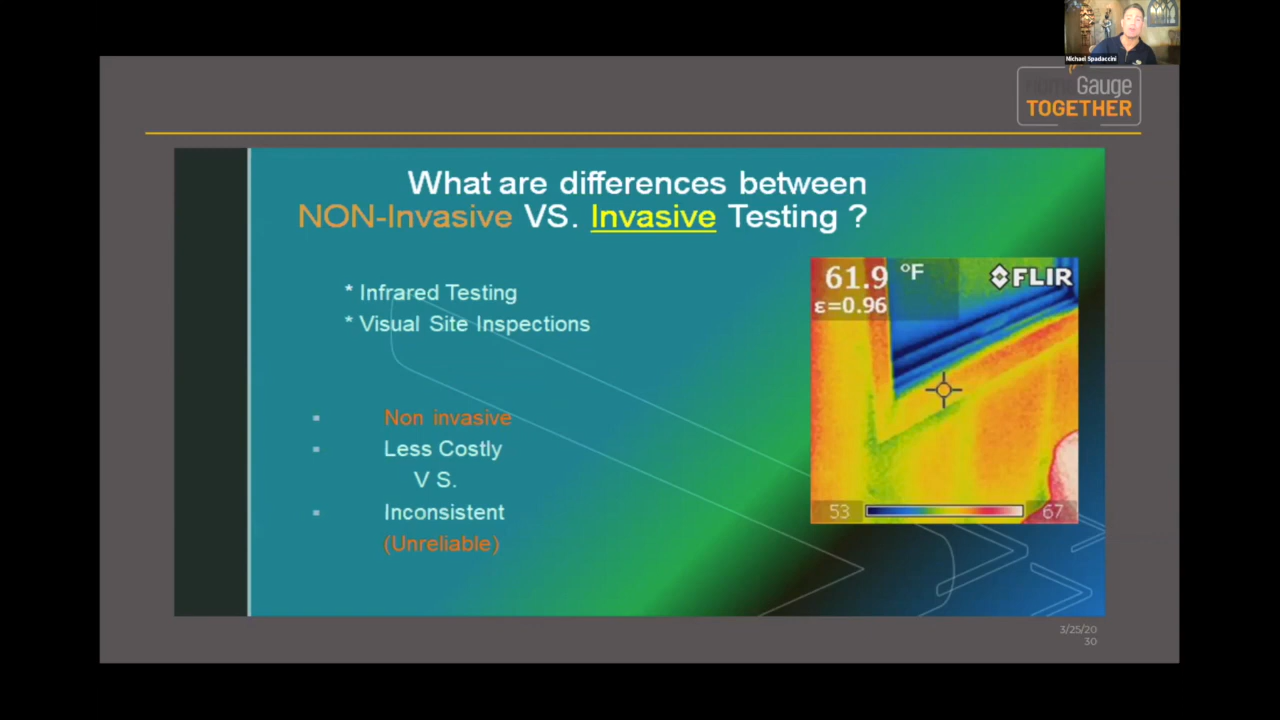 Michael Spadaccini
Gauge
TOGETHER
What are differences between
NON-Invasive VS. Invasive Testing ?
* Infrared Testing
* Visual Site Inspections
▪ Non invasive
▪ Less Costly
V S.
▪ Inconsistent
(Unreliable)
61.9 °F
ε=0.96
FLIR
53
67
3/25/20
30